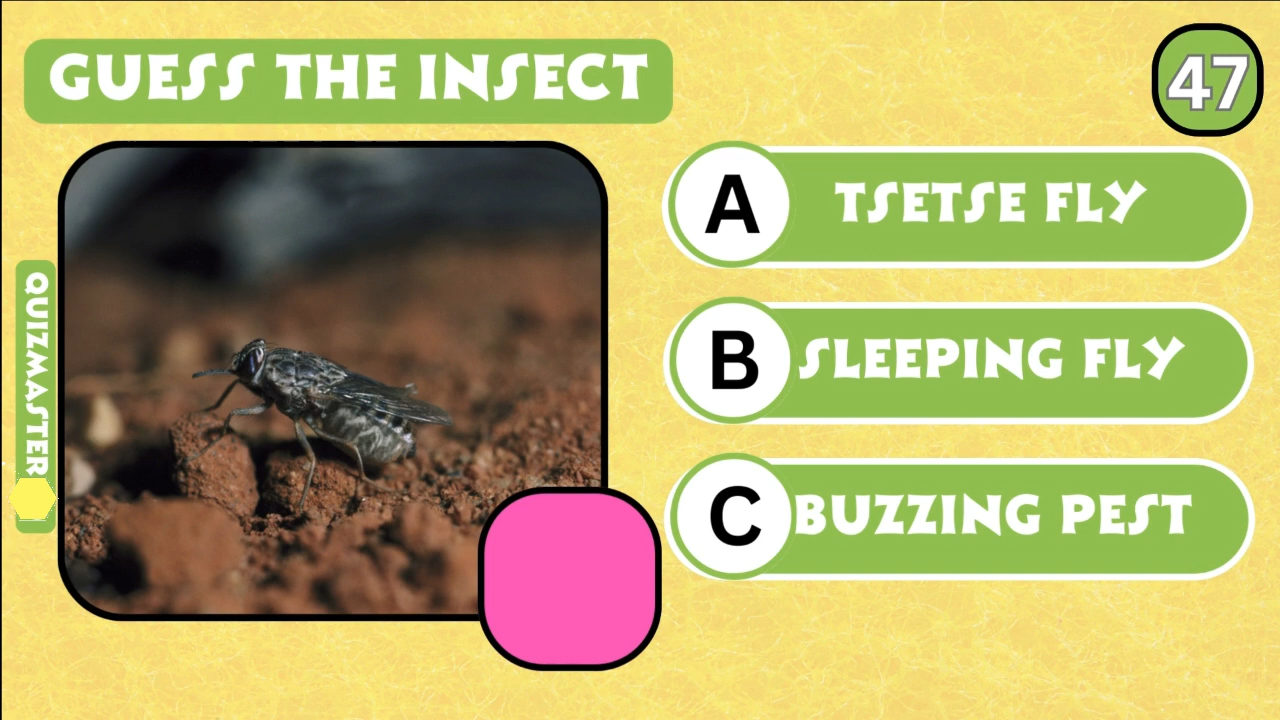 GUESS THE INSECT
47
A TSETSE FLY
B SLEEPING FLY
C BUZZING PEST
QUIZMASTER